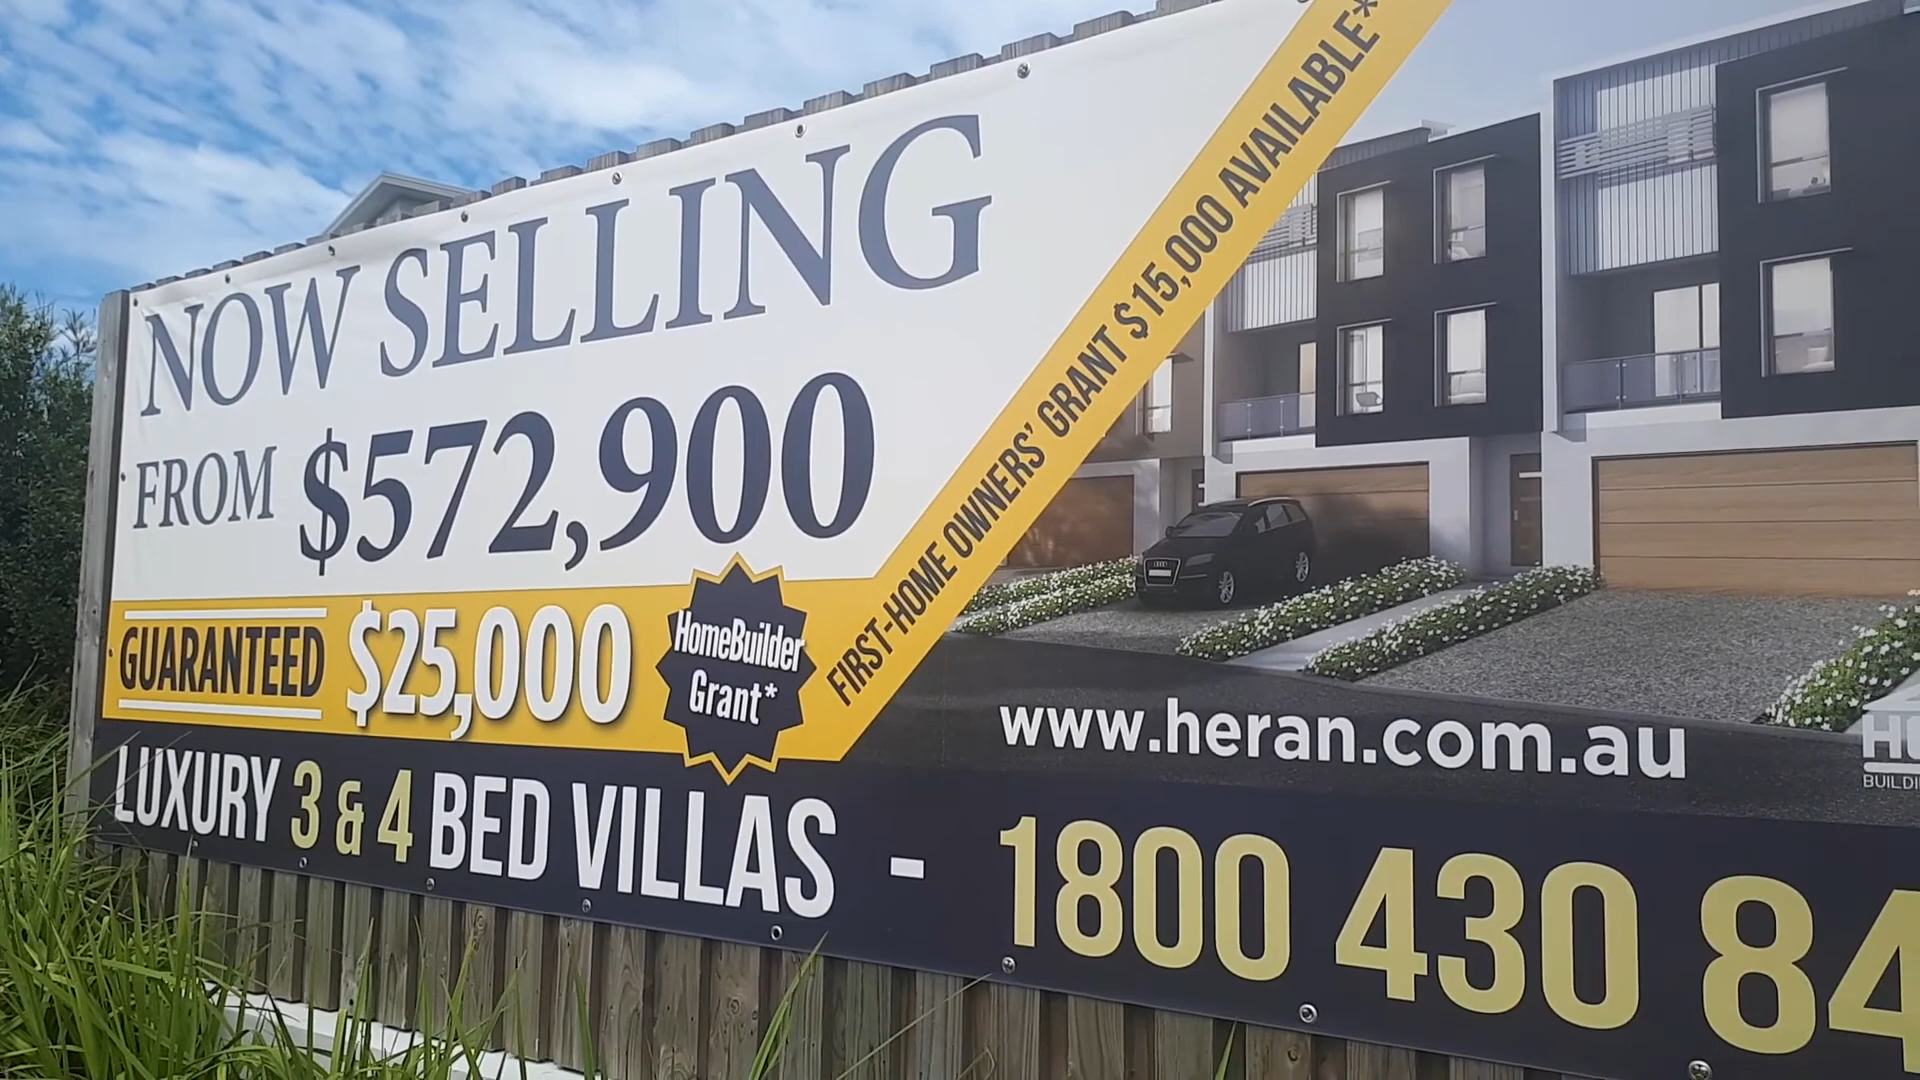 NOW SELLING
FROM $572,900
GUARANTEED $25,000 HomeBuilder
Grant*
FIRST-HOME OWNERS' GRANT $15,000 AVAILABLE*
LUXURY 3 & 4 BED VILLAS - 1800 430 84
www.heran.com.au